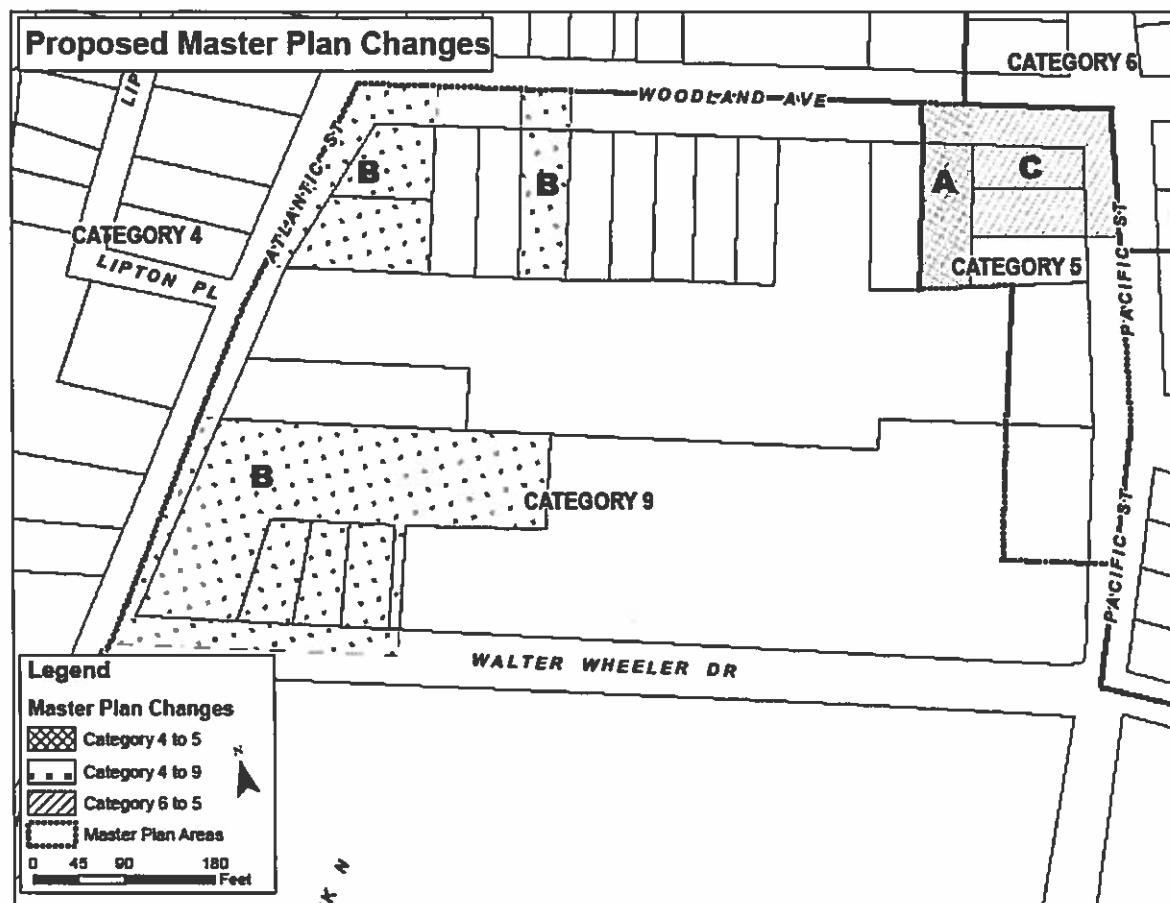 Proposed Master Plan Changes
CATEGORY 6
LIP
WOODLAND AVE
ATLANTIC ST
B
B
A
C
CATEGORY 4
LIPTON PL
CATEGORY 5
PACIFIC ST
B
CATEGORY 9
PACIFIC ST
WALTER WHEELER DR
Legend
Master Plan Changes
Category 4 to 5
Category 4 to 9
Category 6 to 5
Master Plan Areas
Z
0 45 90 180
Feet
K N